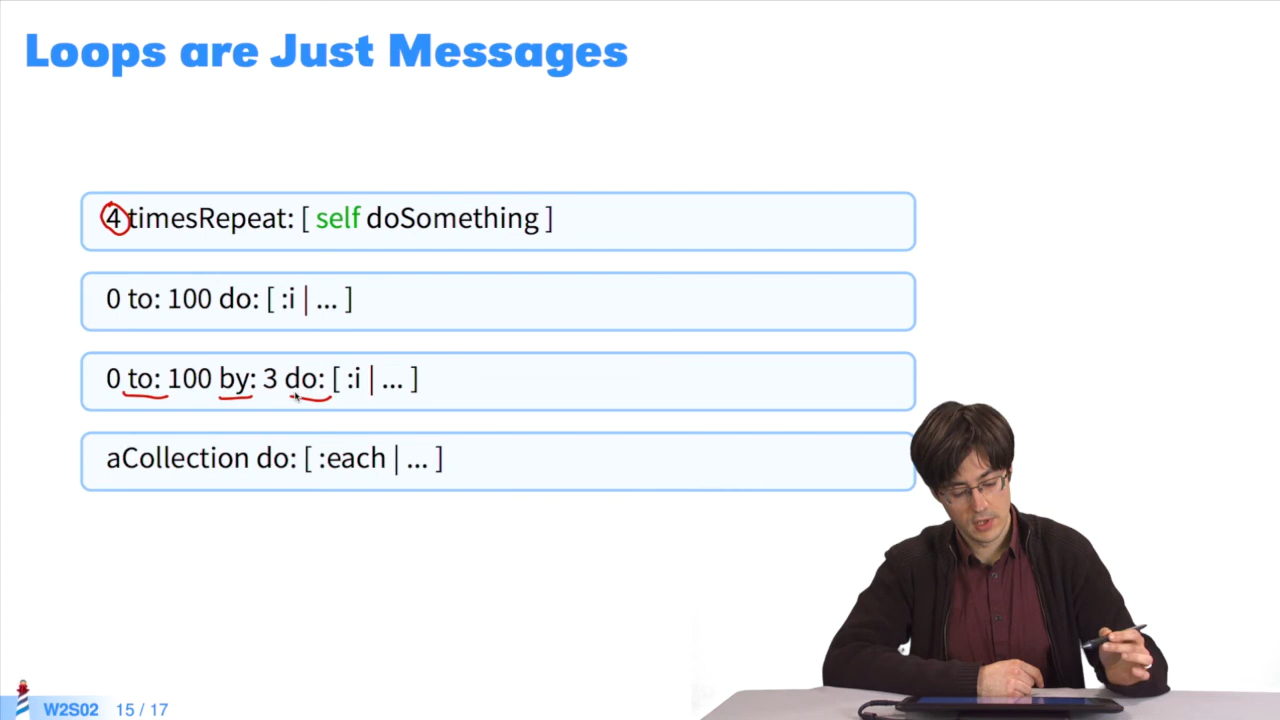 Loops are Just Messages
4 timesRepeat: [ self doSomething ]
0 to: 100 do: [ :i | ... ]
0 to: 100 by: 3 do: [ :i | ... ]
aCollection do: [ :each | ... ]
W2S02 15 / 17